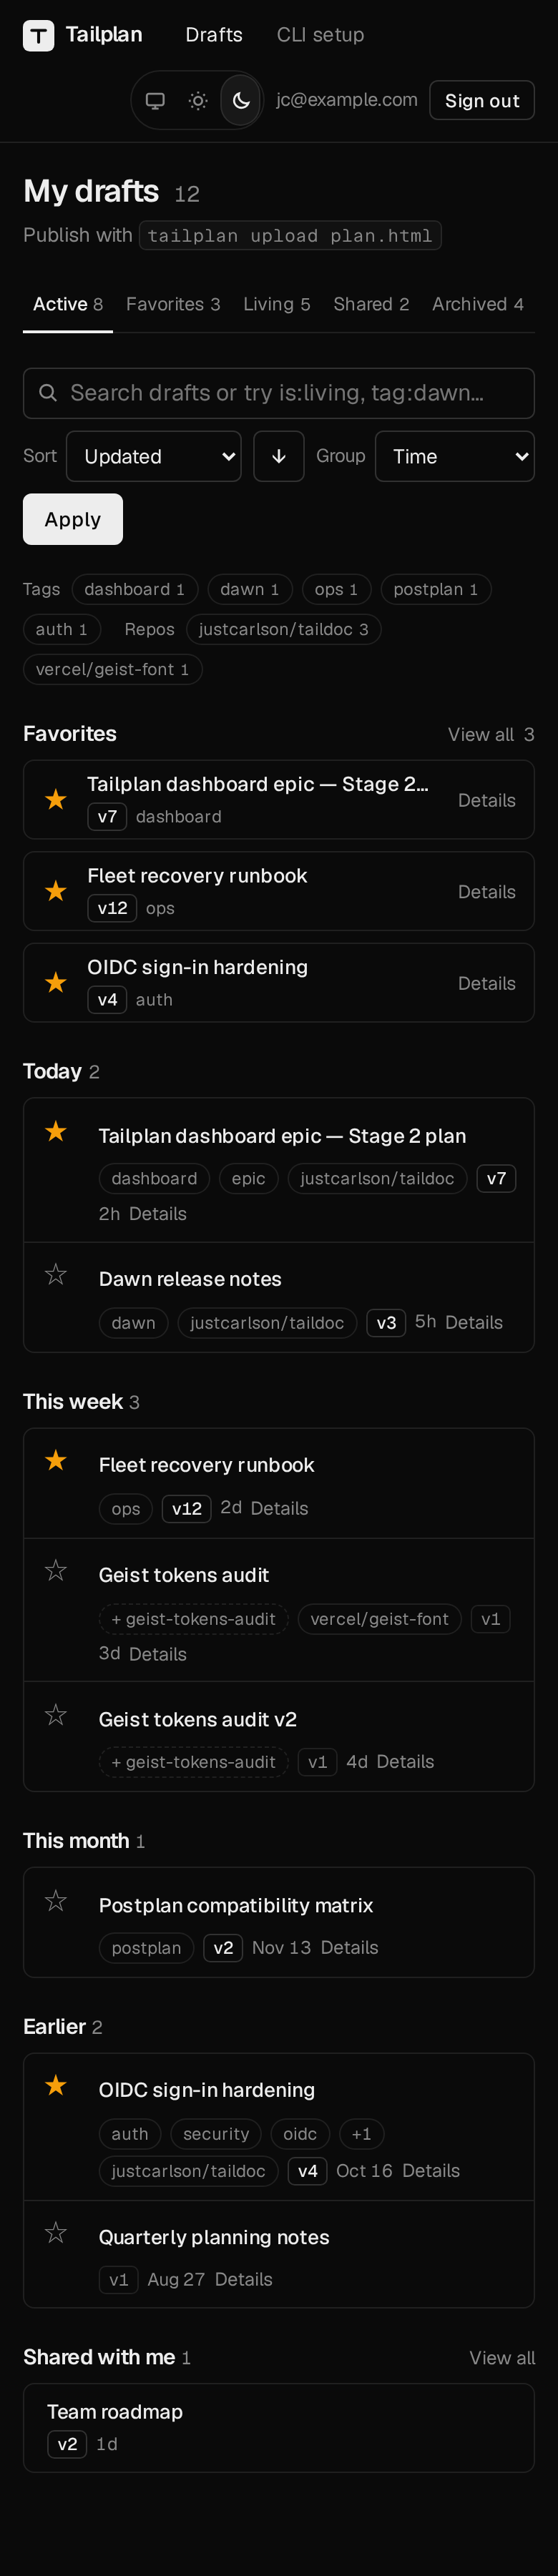 T Tailplan Drafts CLI setup
jc@example.com Sign out
My drafts 12
Publish with tailplan upload plan.html
Active 8 Favorites 3 Living 5 Shared 2 Archived 4
Search drafts or try is:living, tag:dawn…
Sort Updated ↓ Group Time
Apply
Tags dashboard 1 dawn 1 ops 1 postplan 1
auth 1 Repos justcarlson/taildoc 3
vercel/geist-font 1
Favorites View all 3
★ Tailplan dashboard epic — Stage 2… Details
v7 dashboard
★ Fleet recovery runbook Details
v12 ops
★ OIDC sign-in hardening Details
v4 auth
Today 2
★ Tailplan dashboard epic — Stage 2 plan
dashboard epic justcarlson/taildoc v7
2h Details
☆ Dawn release notes
dawn justcarlson/taildoc v3 5h Details
This week 3
★ Fleet recovery runbook
ops v12 2d Details
☆ Geist tokens audit
+ geist-tokens-audit vercel/geist-font v1
3d Details
☆ Geist tokens audit v2
+ geist-tokens-audit v1 4d Details
This month 1
☆ Postplan compatibility matrix
postplan v2 Nov 13 Details
Earlier 2
★ OIDC sign-in hardening
auth security oidc +1
justcarlson/taildoc v4 Oct 16 Details
☆ Quarterly planning notes
v1 Aug 27 Details
Shared with me 1 View all
Team roadmap
v2 1d